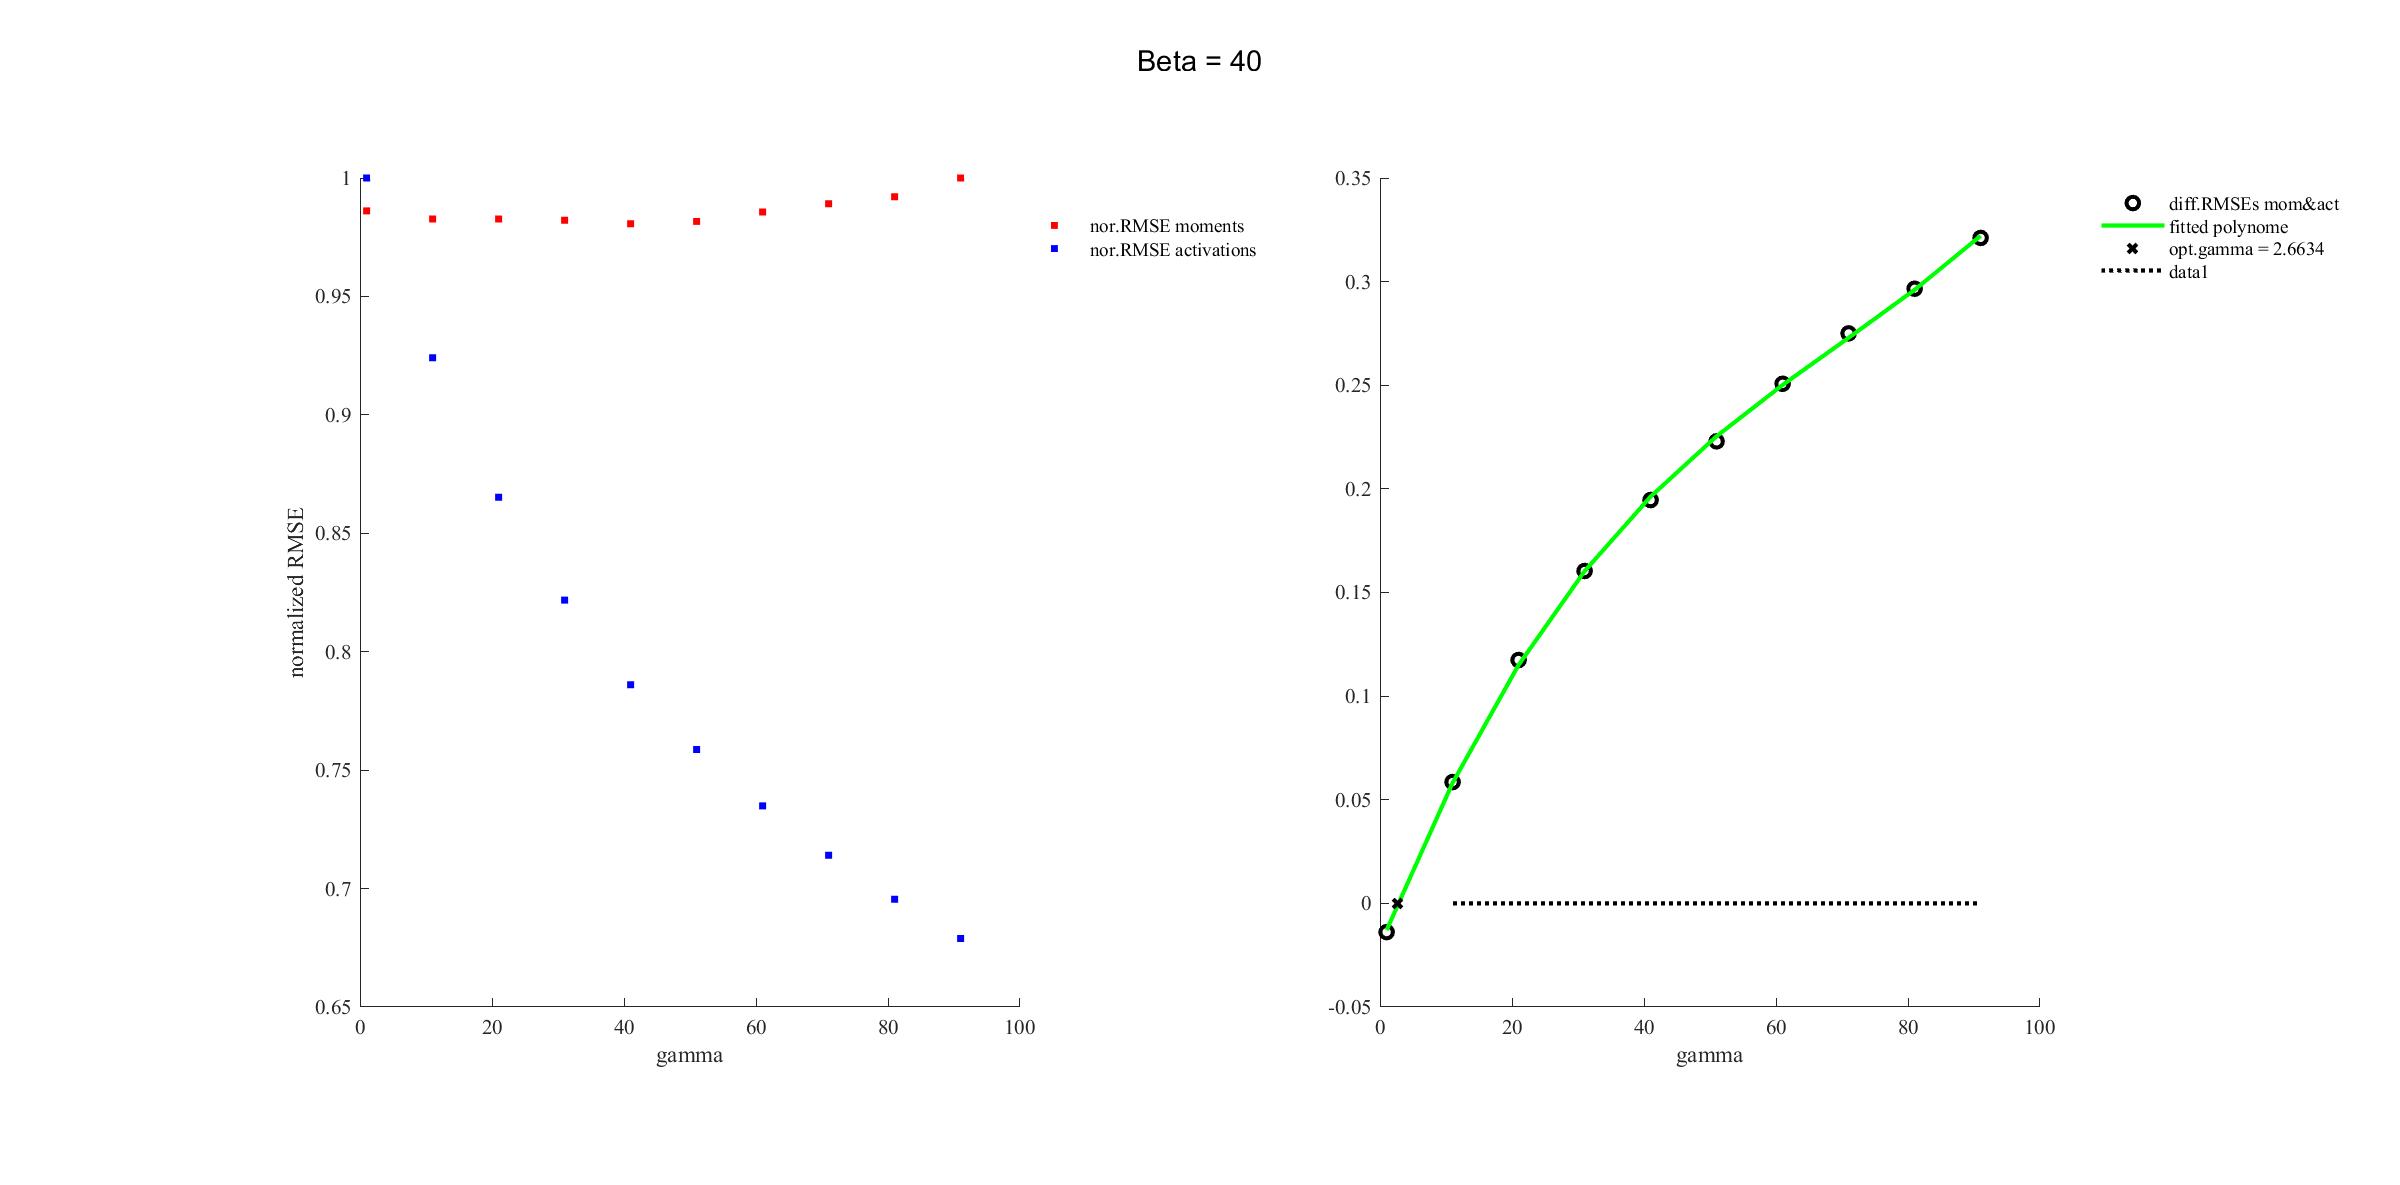 Beta = 40
1
0.95
0.9
0.85
0.8
0.75
0.7
0.65
normalized RMSE
0 20 40 60 80 100
gamma
nor.RMSE moments
nor.RMSE activations
0.35
0.3
0.25
0.2
0.15
0.1
0.05
0
-0.05
0 20 40 60 80 100
gamma
diff.RMSEs mom&act
fitted polynome
opt.gamma = 2.6634
data1